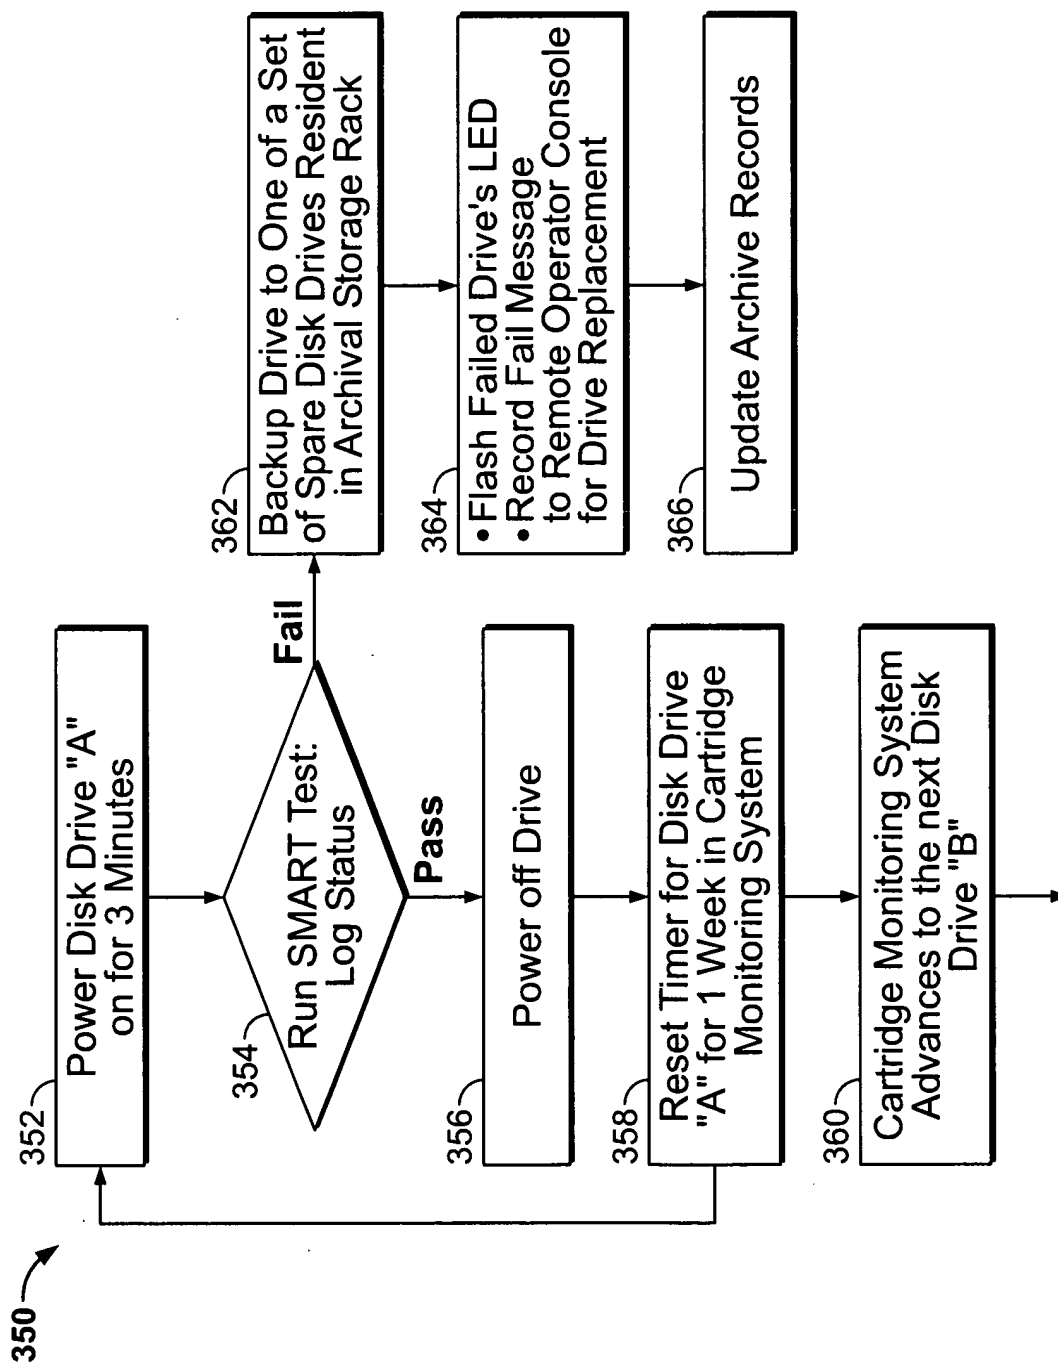 350
352
Power Disk Drive "A"
on for 3 Minutes
354
Run SMART Test:
Log Status
Fail
Pass
356
Power off Drive
358
Reset Timer for Disk Drive
"A" for 1 Week in Cartridge
Monitoring System
360
Cartridge Monitoring System
Advances to the next Disk
Drive "B"
362
Backup Drive to One of a Set
of Spare Disk Drives Resident
in Archival Storage Rack
364
• Flash Failed Drive's LED
• Record Fail Message
to Remote Operator Console
for Drive Replacement
366
Update Archive Records